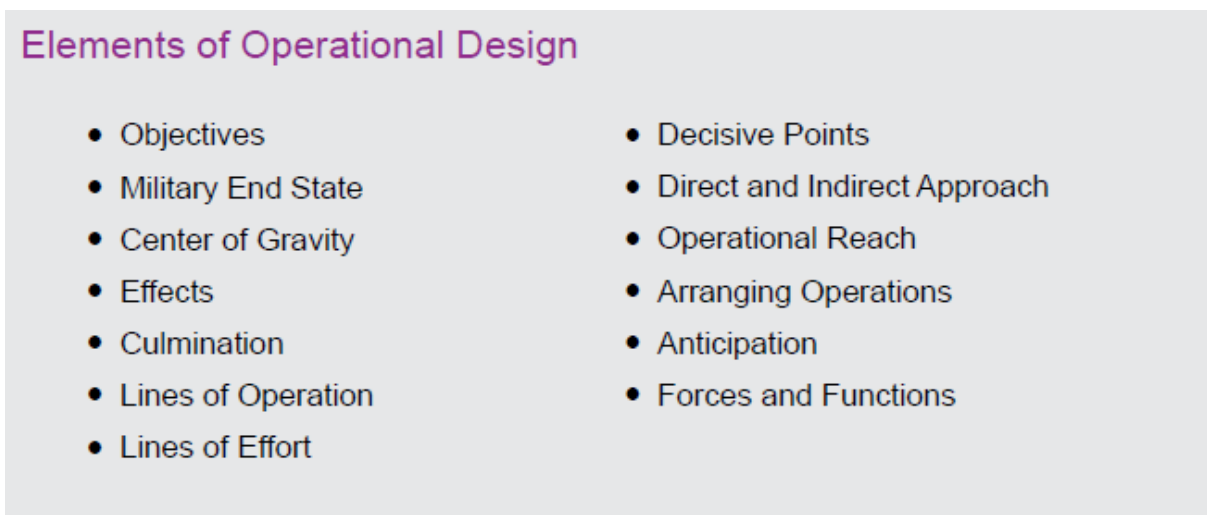 Elements of Operational Design
• Objectives
• Military End State
• Center of Gravity
• Effects
• Culmination
• Lines of Operation
• Lines of Effort
• Decisive Points
• Direct and Indirect Approach
• Operational Reach
• Arranging Operations
• Anticipation
• Forces and Functions